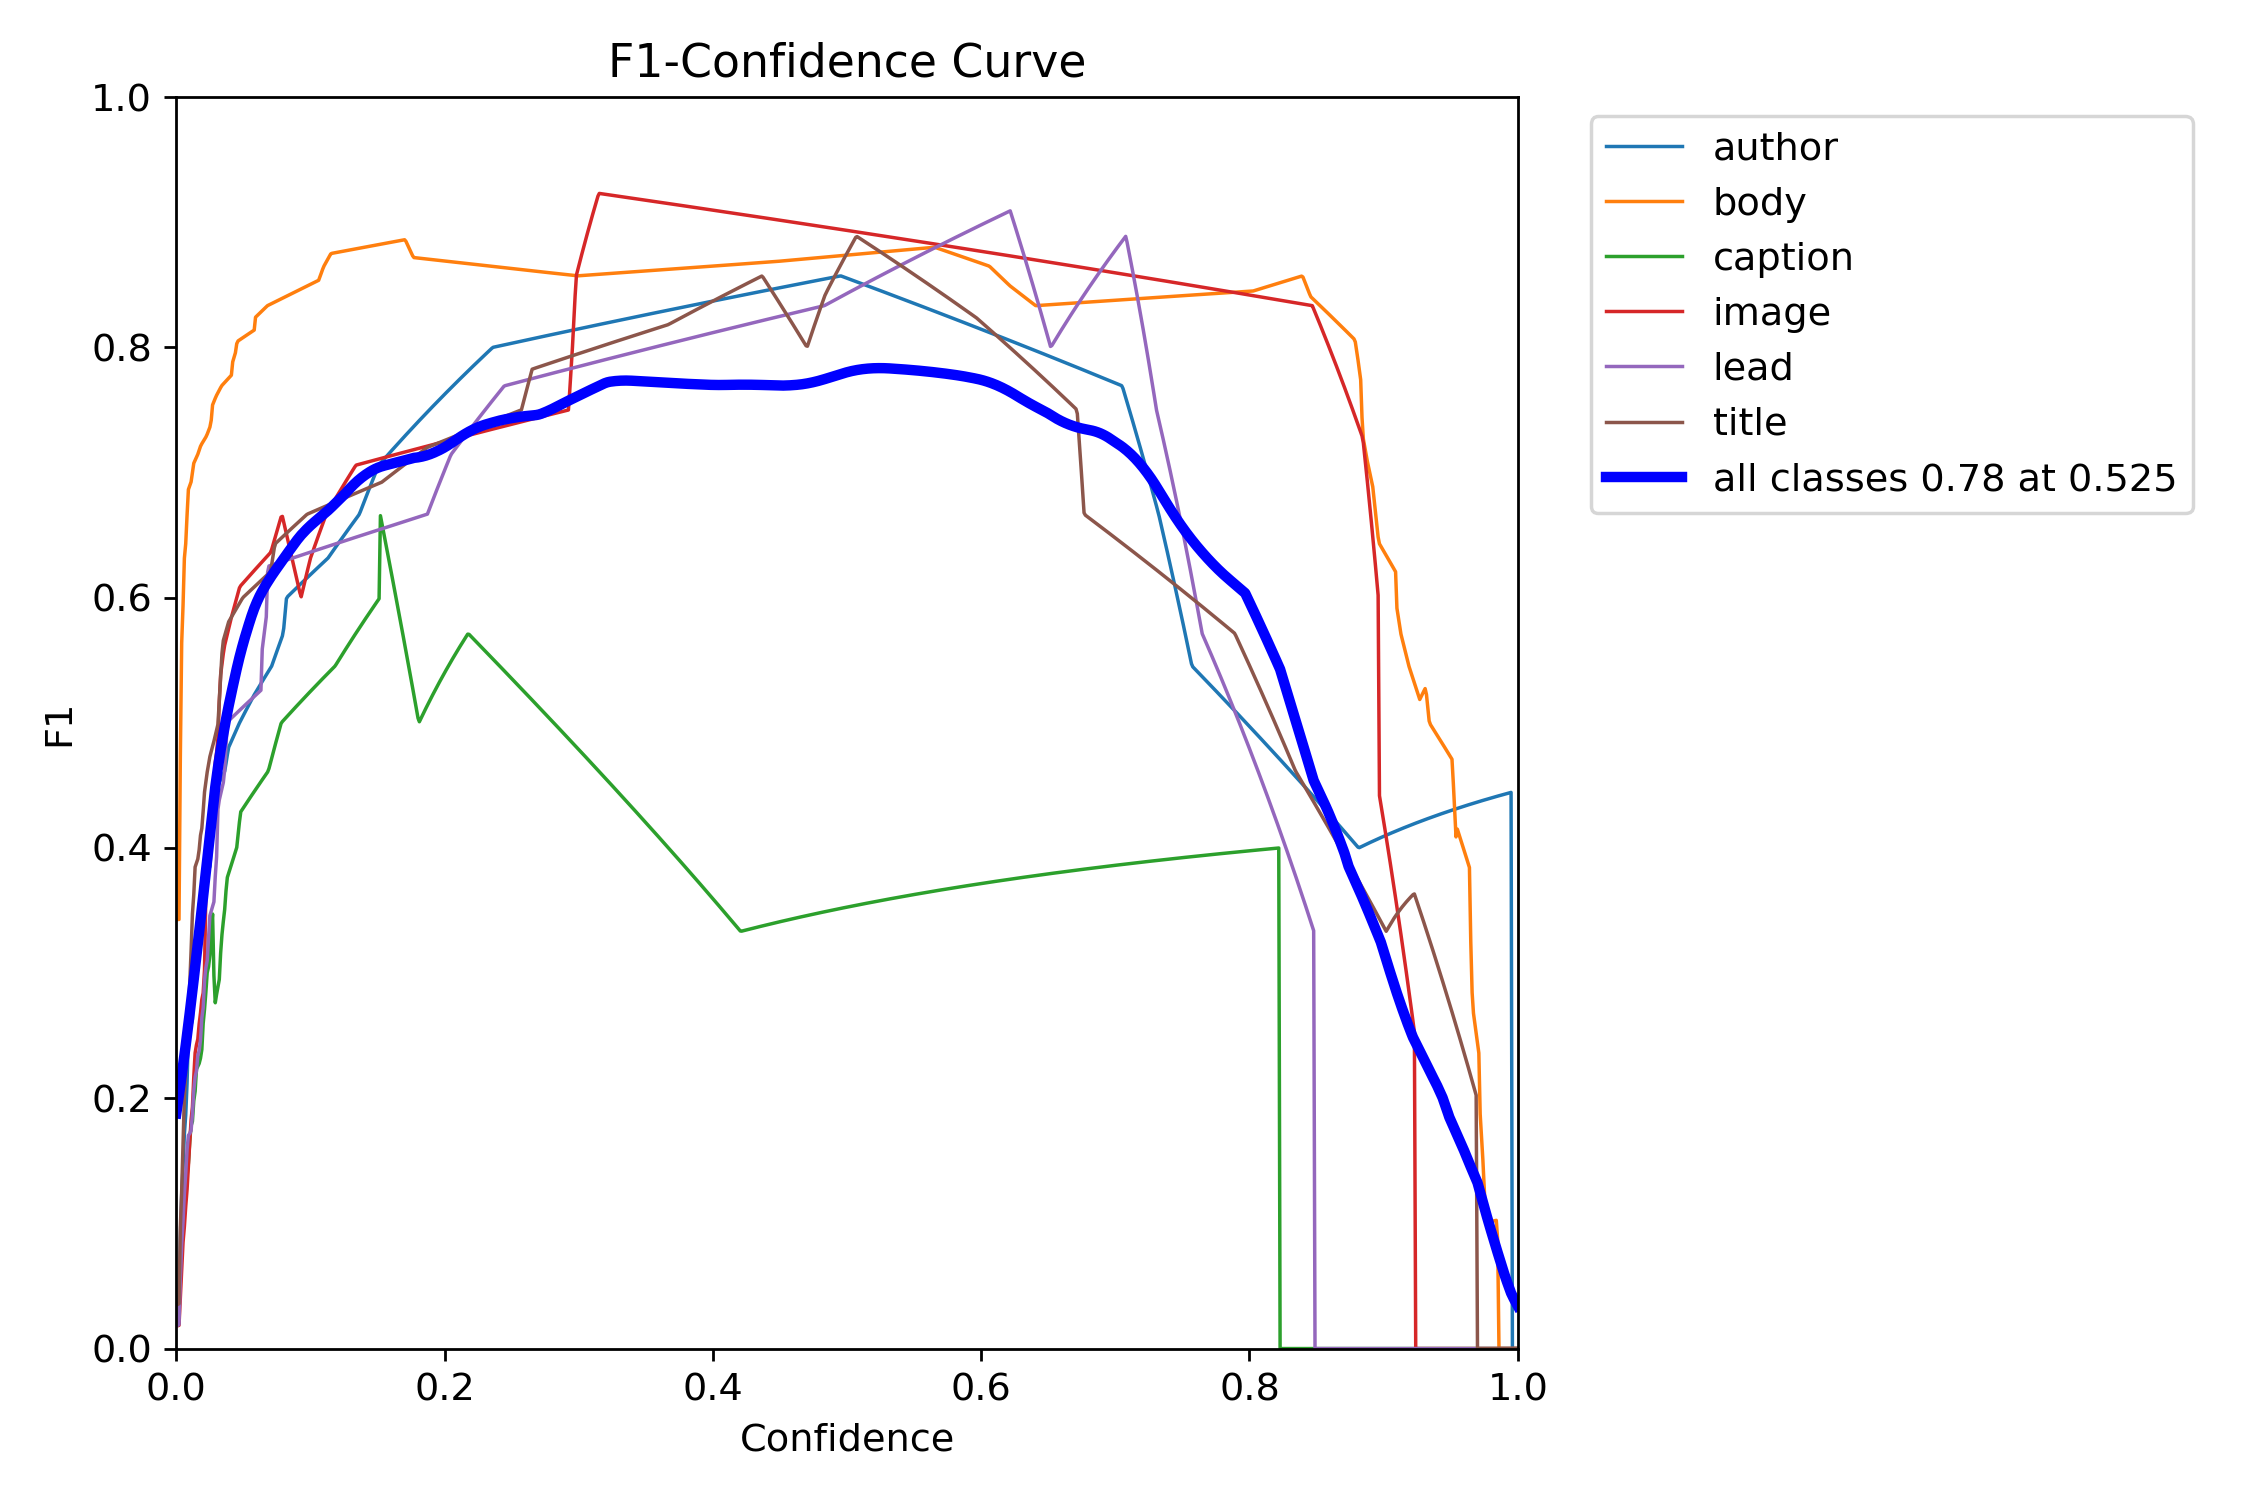 F1-Confidence Curve
1.0
0.8
0.6
0.4
0.2
0.0
F1
0.0 0.2 0.4 0.6 0.8 1.0
Confidence
author
body
caption
image
lead
title
all classes 0.78 at 0.525